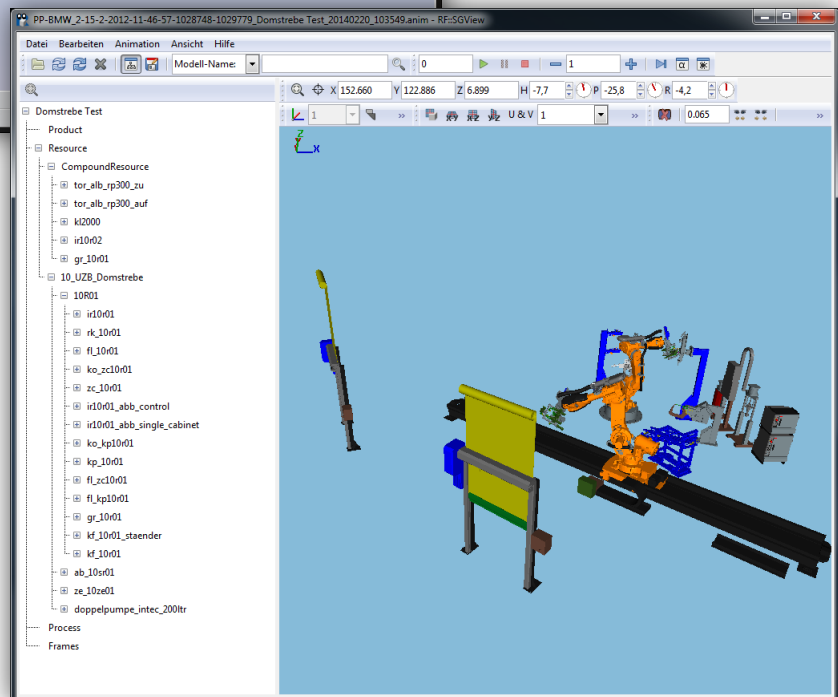 PP-BMW_2-15-2-2012-11-46-57-1028748-1029779_Domstrebe Test_20140220_103549.anim - RF::SGView
Datei Bearbeiten Animation Ansicht Hilfe
Modell-Name: 0 1
X 152.660 Y 122.886 Z 6.899 H -7,7 P -25,8 R -4,2
1 » x-y x-z y-z U & V 1 » 0.065 »
Domstrebe Test
Product
Resource
CompoundResource
tor_alb_rp300_zu
tor_alb_rp300_auf
kl2000
ir10r02
gr_10r01
10_UZB_Domstrebe
10R01
ir10r01
rk_10r01
fl_10r01
ko_zc10r01
zc_10r01
ir10r01_abb_control
ir10r01_abb_single_cabinet
ko_kp10r01
kp_10r01
fl_zc10r01
fl_kp10r01
gr_10r01
kf_10r01_staender
kf_10r01
ab_10sr01
ze_10ze01
doppelpumpe_intec_200ltr
Process
Frames
Z
X